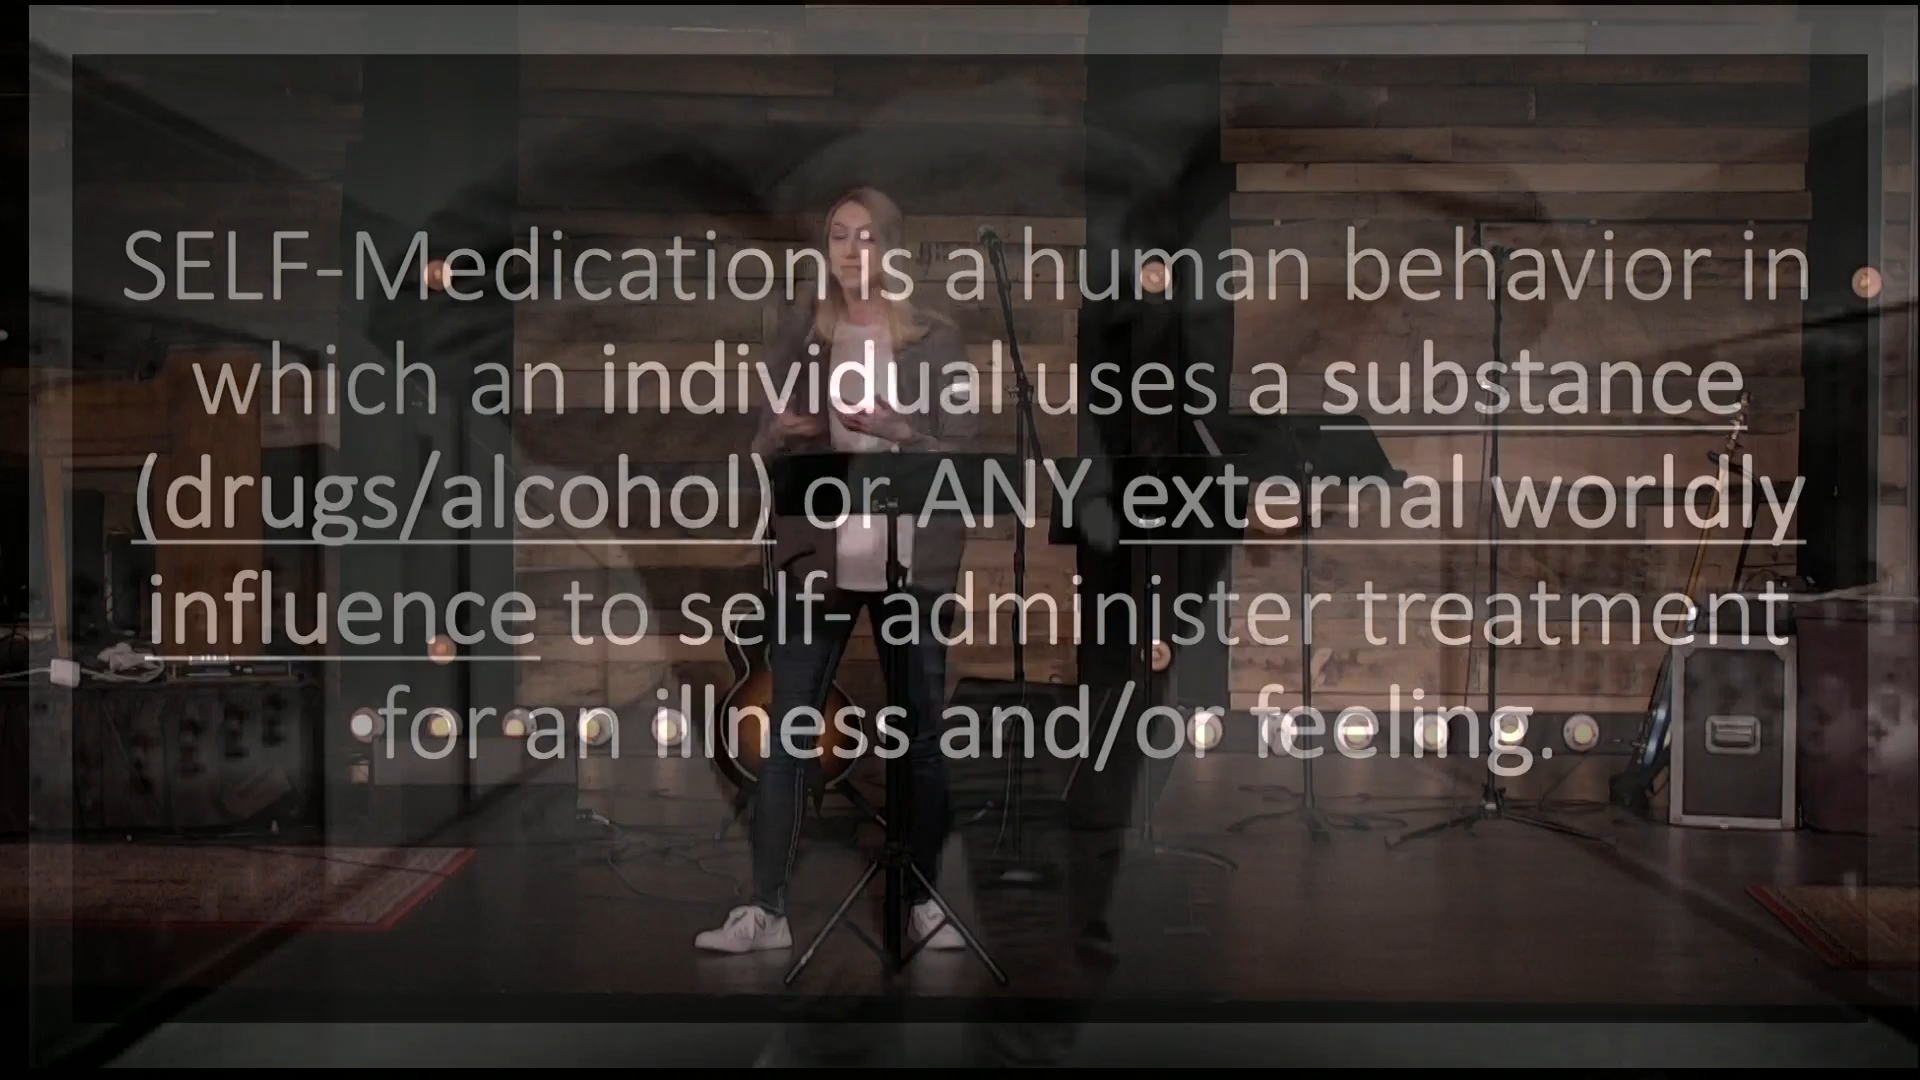 SELF-Medication is a human behavior in
which an individual uses a substance
(drugs/alcohol) or ANY external worldly
influence to self- administer treatment
for an illness and/or feeling.